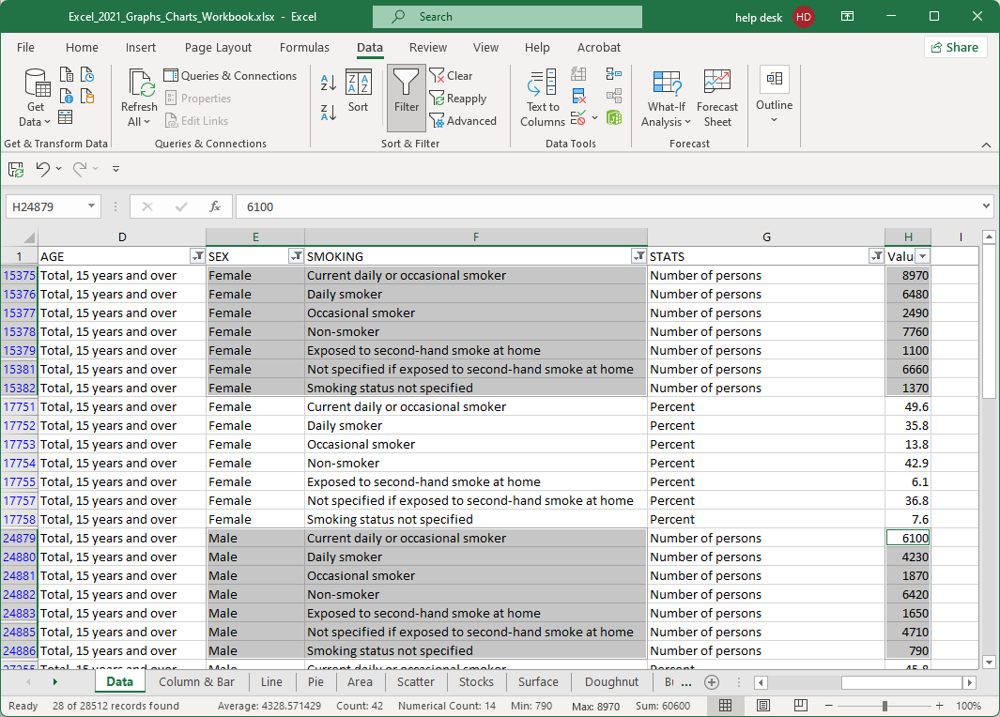 Excel_2021_Graphs_Charts_Workbook.xlsx - Excel Search help desk HD
File Home Insert Page Layout Formulas Data Review View Help Acrobat Share
Get Data Refresh All Queries & Connections Properties Edit Links Sort Filter Clear Reapply Advanced Text to Columns What-If Analysis Forecast Sheet Outline
Get & Transform Data Queries & Connections Sort & Filter Data Tools Forecast
H24879 fx 6100
D E F G H I
1 AGE SEX SMOKING STATS Valu
15375 Total, 15 years and over Female Current daily or occasional smoker Number of persons 8970
15376 Total, 15 years and over Female Daily smoker Number of persons 6480
15377 Total, 15 years and over Female Occasional smoker Number of persons 2490
15378 Total, 15 years and over Female Non-smoker Number of persons 7760
15379 Total, 15 years and over Female Exposed to second-hand smoke at home Number of persons 1100
15381 Total, 15 years and over Female Not specified if exposed to second-hand smoke at home Number of persons 6660
15382 Total, 15 years and over Female Smoking status not specified Number of persons 1370
17751 Total, 15 years and over Female Current daily or occasional smoker Percent 49.6
17752 Total, 15 years and over Female Daily smoker Percent 35.8
17753 Total, 15 years and over Female Occasional smoker Percent 13.8
17754 Total, 15 years and over Female Non-smoker Percent 42.9
17755 Total, 15 years and over Female Exposed to second-hand smoke at home Percent 6.1
17757 Total, 15 years and over Female Not specified if exposed to second-hand smoke at home Percent 36.8
17758 Total, 15 years and over Female Smoking status not specified Percent 7.6
24879 Total, 15 years and over Male Current daily or occasional smoker Number of persons 6100
24880 Total, 15 years and over Male Daily smoker Number of persons 4230
24881 Total, 15 years and over Male Occasional smoker Number of persons 1870
24882 Total, 15 years and over Male Non-smoker Number of persons 6420
24883 Total, 15 years and over Male Exposed to second-hand smoke at home Number of persons 1650
24885 Total, 15 years and over Male Not specified if exposed to second-hand smoke at home Number of persons 4710
24886 Total, 15 years and over Male Smoking status not specified Number of persons 790
27255 Total, 15 years and over Male Current daily or occasional smoker Percent 45.8
Data Column & Bar Line Pie Area Scatter Stocks Surface Doughnut ...
Ready 28 of 28512 records found Average: 4328.571429 Count: 42 Numerical Count: 14 Min: 790 Max: 8970 Sum: 60600 100%